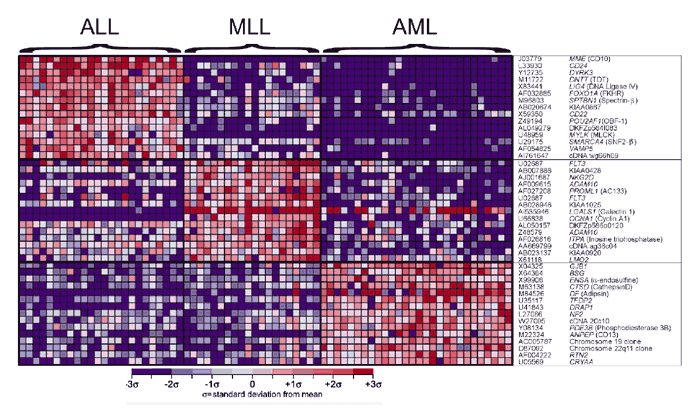 ALL MLL AML
J03779 MME (CD10)
L33930 CD24
Y12735 DYRK3
M11722 DNTT (TDT)
X83441 LIG4 (DNA Ligase IV)
AF032885 FOXO1A (FKHR)
M96803 SPTBN1 (Spectrin-β)
AB020674 KIAA0867
X59350 CD22
Z49194 POU2AF1(OBF-1)
AL049279 DKFZp564I083
U48959 MYLK (MLCK)
U29175 SMARCA4 (SNF2-β)
AF054825 VAMP5
AI761647 cDNA wg66h09
U02687 FLT3
AB007888 KIAA0428
AJ001687 NKG2D
AF009615 ADAM10
AF027208 PROML1 (AC133)
U02687 FLT3
AB028948 KIAA1025
AI535946 LGALS1 (Galectin 1)
U66838 CCNA1 (Cyclin A1)
AL050157 DKFZp586o0120
Z48579 ADAM10
AF026816 ITPA (Inosine triphosphatase)
AA669799 cDNA ag36c04
AB023137 KIAA0920
X61118 LMO2
X04325 GJB1
X64364 BSG
X99906 ENSA (α-endosulfine)
M63138 CTSD (CathepsinD)
M84526 DF (Adipsin)
U35117 TFDP2
U41843 DRAP1
L27066 NF2
W27095 cDNA 20b10
Y08134 (Phosphodiesterase 3B)
M22324 ANPEP (CD13)
AC005787 Chromosome 19 clone
D87002 Chromosome 22q11 clone
AF004222 RTN2
U05569 CRYAA
-3σ -2σ -1σ 0 +1σ +2σ +3σ
σ=standard deviation from mean